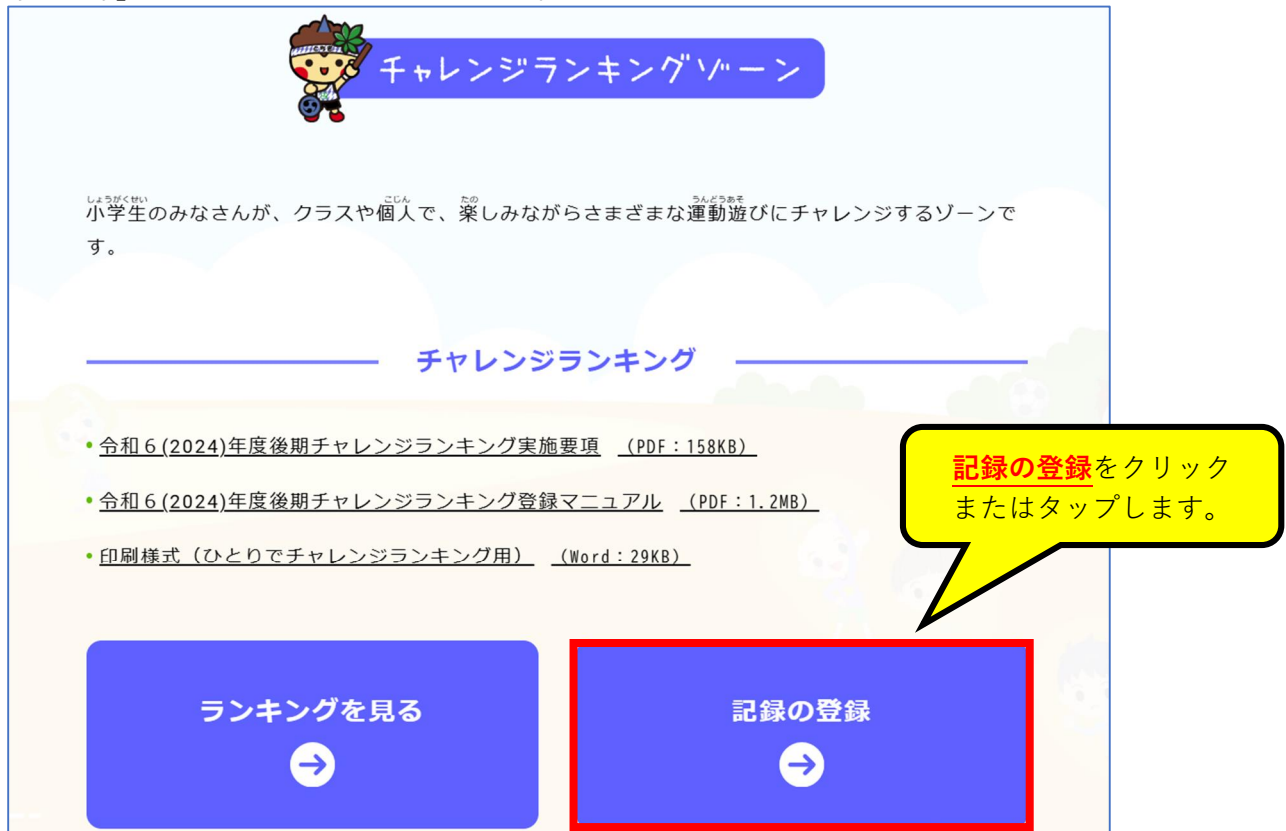 チャレンジランキングゾーン
小学生のみなさんが、クラスや個人で、楽しみながらさまざまな運動遊びにチャレンジするゾーンで
す。
チャレンジランキング
・令和６(2024)年度後期チャレンジランキング実施要項 （PDF：158KB）
・令和６(2024)年度後期チャレンジランキング登録マニュアル （PDF：1.2MB）
・印刷様式（ひとりでチャレンジランキング用） （Word：29KB）
記録の登録をクリック
またはタップします。
ランキングを見る
記録の登録